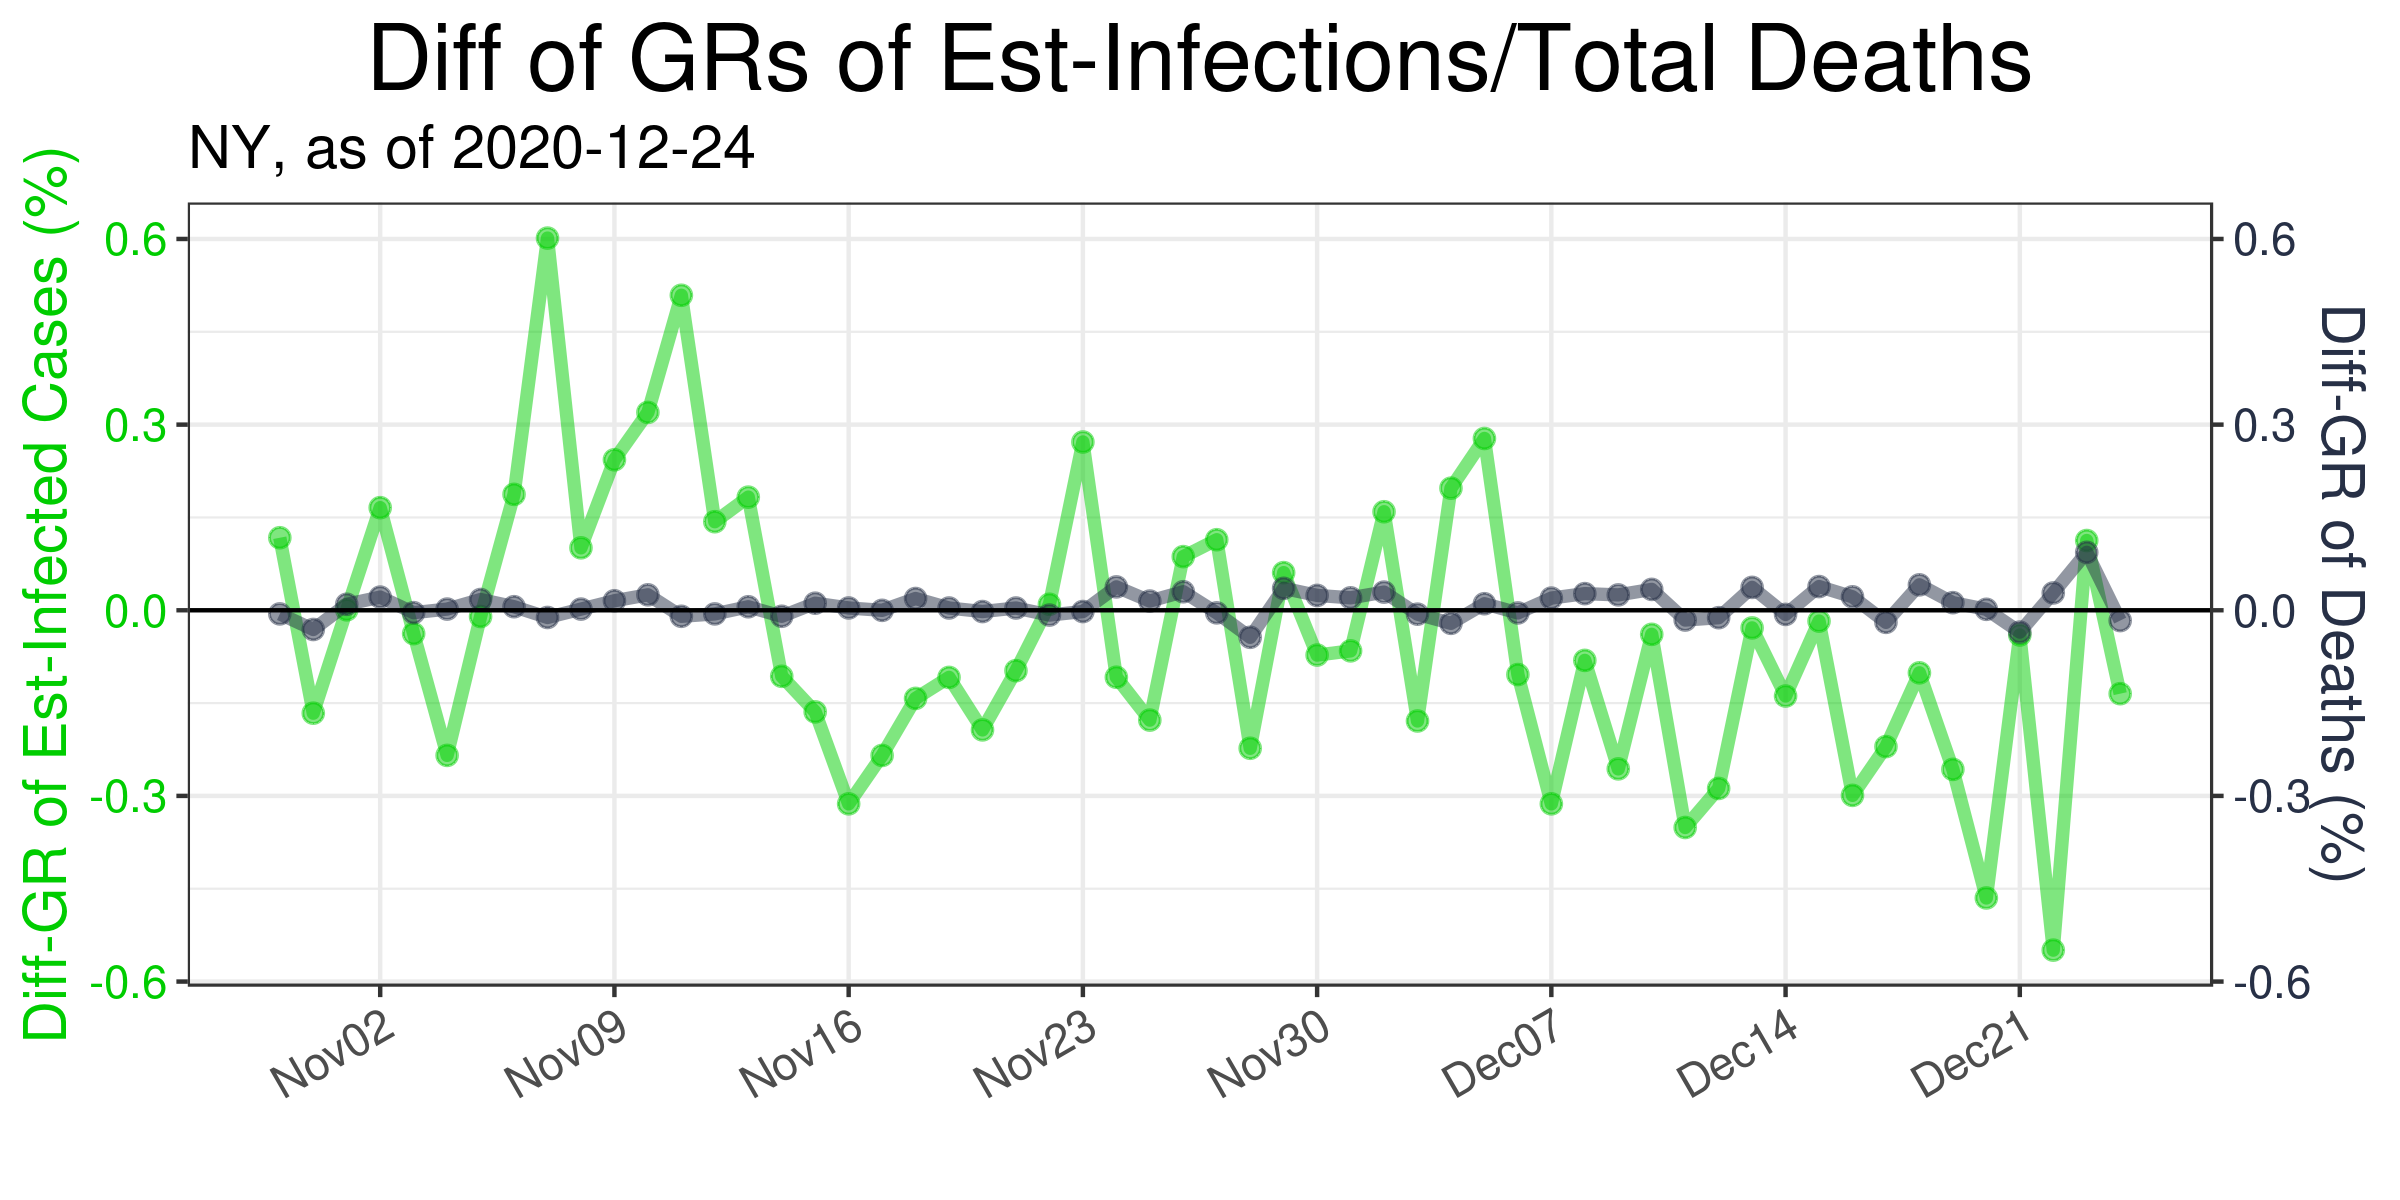 Diff of GRs of Est-Infections/Total Deaths
NY, as of 2020-12-24
Diff-GR of Est-Infected Cases (%)
0.6
0.3
0.0
-0.3
-0.6
0.6
0.3
0.0
-0.3
-0.6
Diff-GR of Deaths (%)
Nov02
Nov09
Nov16
Nov23
Nov30
Dec07
Dec14
Dec21